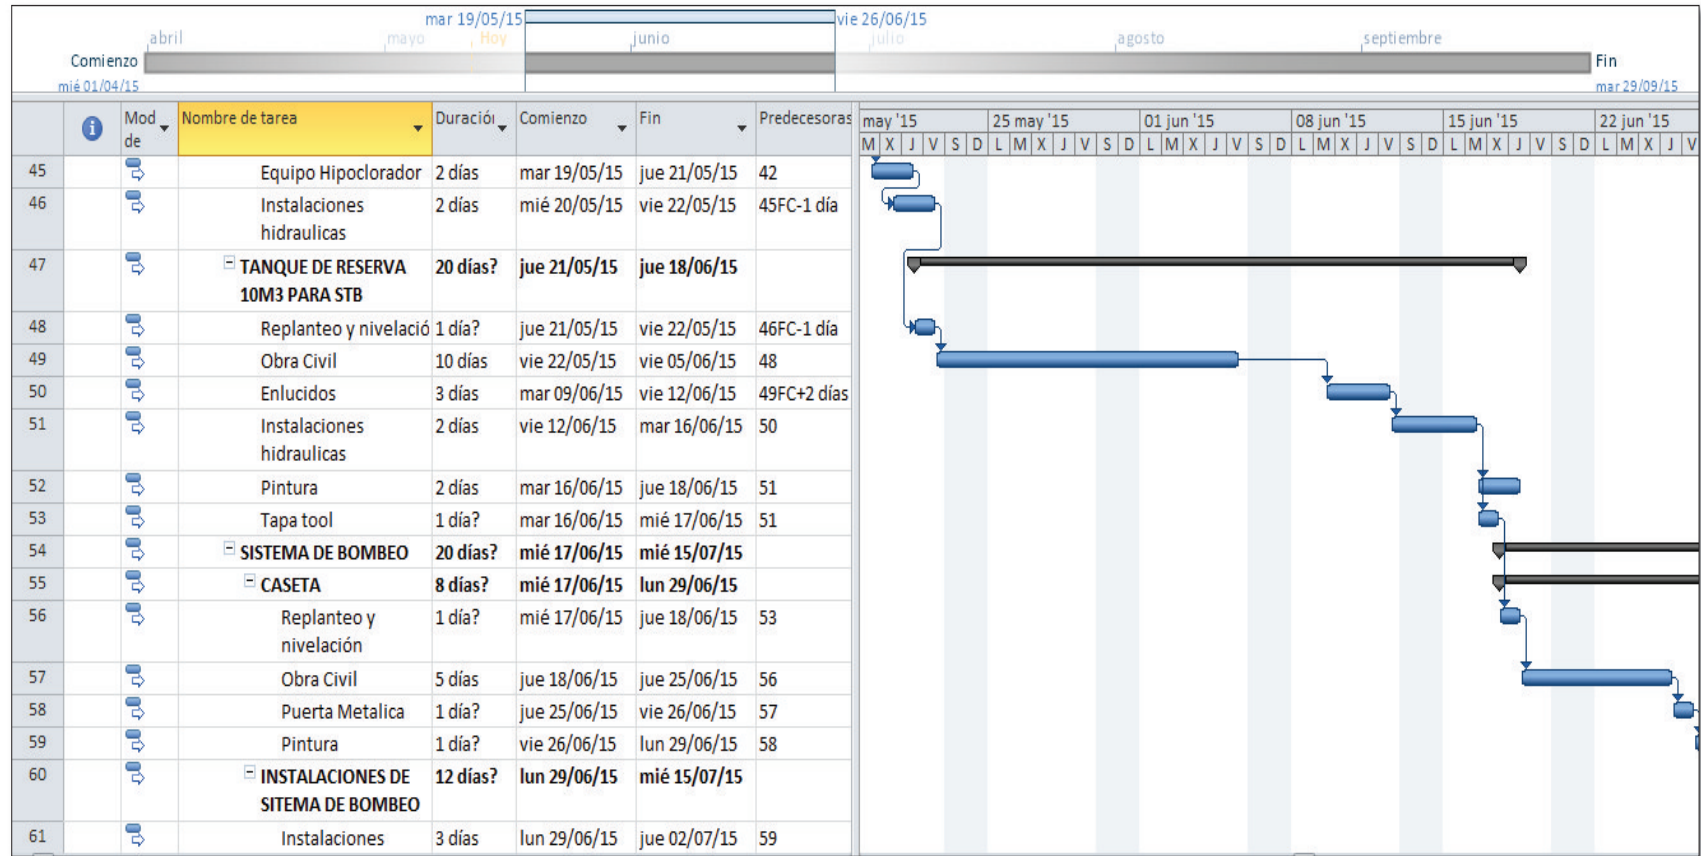 mar 19/05/15 vie 26/06/15
abril mayo Hoy junio julio agosto septiembre
Comienzo Fin
mié 01/04/15 mar 29/09/15
Mod de Nombre de tarea Duración Comienzo Fin Predecesoras
may '15 25 may '15 01 jun '15 08 jun '15 15 jun '15 22 jun '15
M X J V S D L M X J V S D L M X J V S D L M X J V S D L M X J V S D L M X J V
45 Equipo Hipoclorador 2 días mar 19/05/15 jue 21/05/15 42
46 Instalaciones hidraulicas 2 días mié 20/05/15 vie 22/05/15 45FC-1 día
47 TANQUE DE RESERVA 10M3 PARA STB 20 días? jue 21/05/15 jue 18/06/15
48 Replanteo y nivelació 1 día? jue 21/05/15 vie 22/05/15 46FC-1 día
49 Obra Civil 10 días vie 22/05/15 vie 05/06/15 48
50 Enlucidos 3 días mar 09/06/15 vie 12/06/15 49FC+2 días
51 Instalaciones hidraulicas 2 días vie 12/06/15 mar 16/06/15 50
52 Pintura 2 días mar 16/06/15 jue 18/06/15 51
53 Tapa tool 1 día? mar 16/06/15 mié 17/06/15 51
54 SISTEMA DE BOMBEO 20 días? mié 17/06/15 mié 15/07/15
55 CASETA 8 días? mié 17/06/15 lun 29/06/15
56 Replanteo y nivelación 1 día? mié 17/06/15 jue 18/06/15 53
57 Obra Civil 5 días jue 18/06/15 jue 25/06/15 56
58 Puerta Metalica 1 día? jue 25/06/15 vie 26/06/15 57
59 Pintura 1 día? vie 26/06/15 lun 29/06/15 58
60 INSTALACIONES DE SITEMA DE BOMBEO 12 días? lun 29/06/15 mié 15/07/15
61 Instalaciones 3 días lun 29/06/15 jue 02/07/15 59